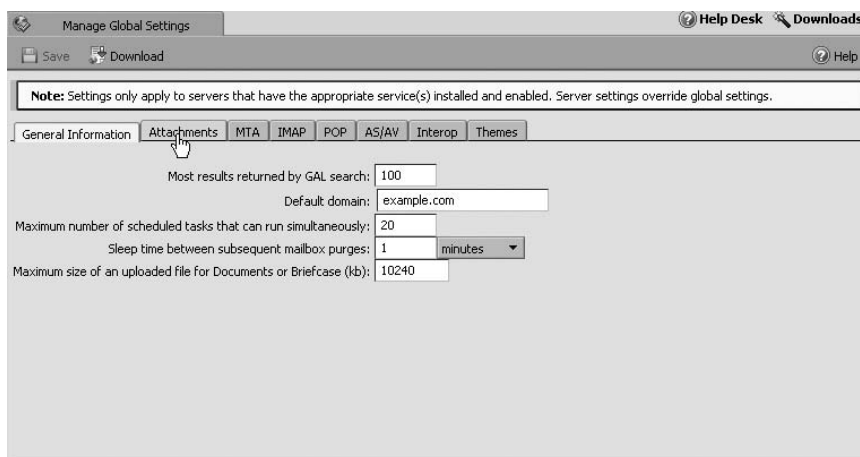 Manage Global Settings
Help Desk Downloads
Save Download Help
Note: Settings only apply to servers that have the appropriate service(s) installed and enabled. Server settings override global settings.
General Information Attachments MTA IMAP POP AS/AV Interop Themes
Most results returned by GAL search: 100
Default domain: example.com
Maximum number of scheduled tasks that can run simultaneously: 20
Sleep time between subsequent mailbox purges: 1 minutes
Maximum size of an uploaded file for Documents or Briefcase (kb): 10240